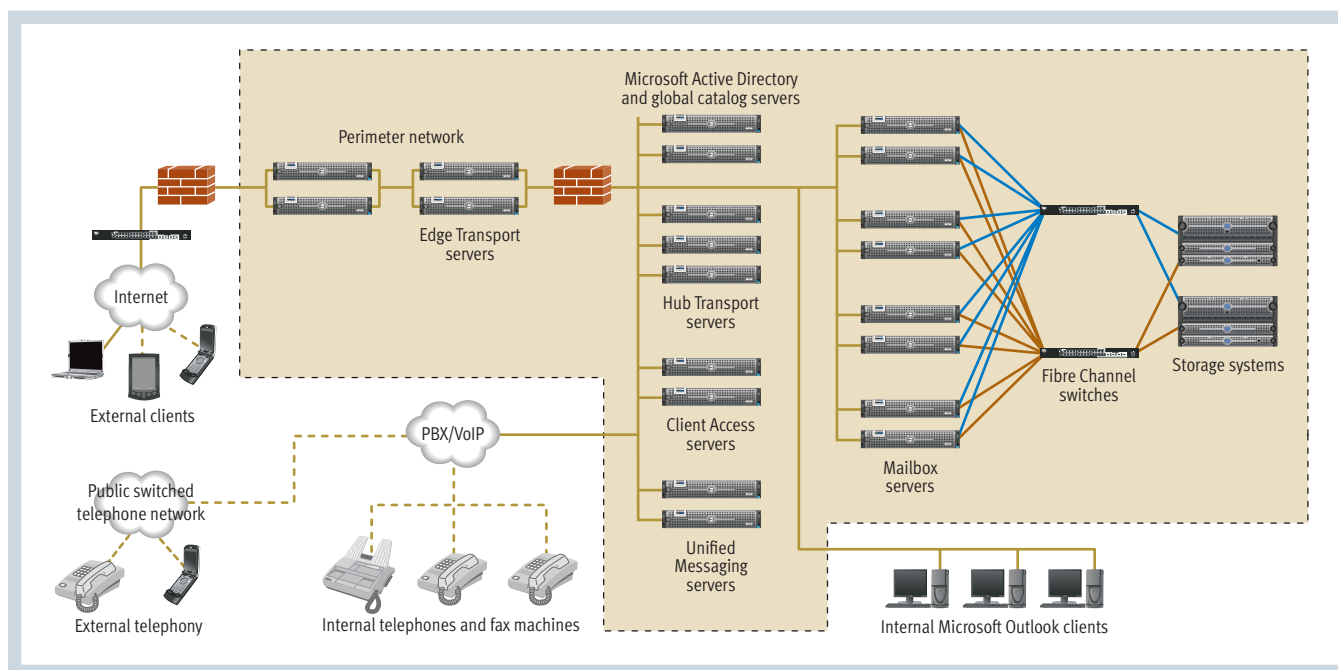 Microsoft Active Directory
and global catalog servers
Perimeter network
Edge Transport
servers
Internet
Hub Transport
servers
External clients
Fibre Channel
switches
Storage systems
PBX/VoIP
Client Access
servers
Mailbox
servers
Public switched
telephone network
Unified
Messaging
servers
External telephony
Internal telephones and fax machines
Internal Microsoft Outlook clients